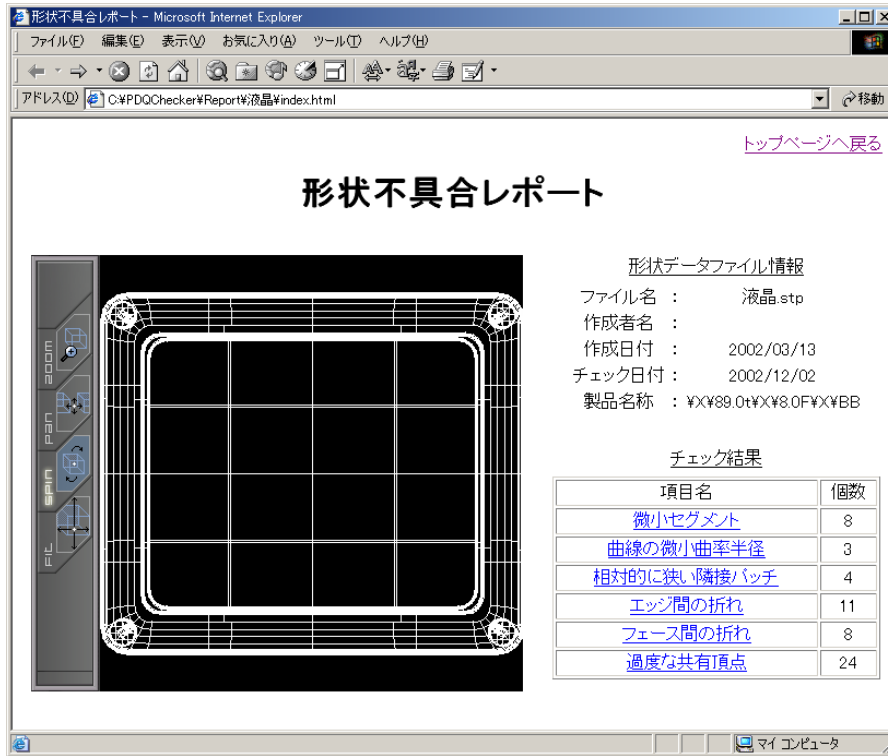 形状不具合レポート - Microsoft Internet Explorer
ファイル(F) 編集(E) 表示(V) お気に入り(A) ツール(T) ヘルプ(H)
アドレス(D) C:¥PDQChecker¥Report¥液晶¥index.html 移動
トップページへ戻る
形状不具合レポート
zoom
pan
spin
fit
形状データファイル情報
ファイル名 : 液晶.stp
作成者名 :
作成日付 : 2002/03/13
チェック日付 : 2002/12/02
製品名称 : ¥X¥89.0t¥X¥8.0F¥X¥BB
チェック結果
項目名 個数
微小セグメント 8
曲線の微小曲率半径 3
相対的に狭い隣接パッチ 4
エッジ間の折れ 11
フェース間の折れ 8
過度な共有頂点 24
マイ コンピュータ